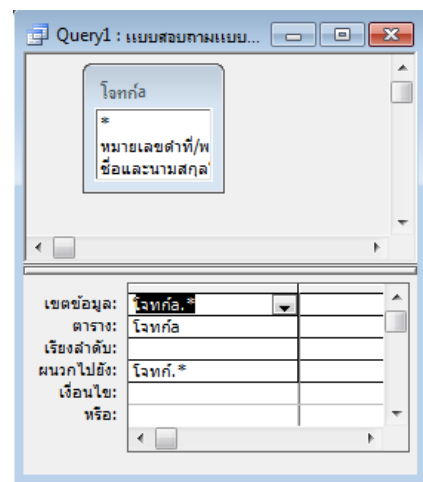 Query1 : แบบสอบถามแบบ...
โจทก์a
*
หมายเลขดำที่/พ
ชื่อและนามสกุล
เขตข้อมูล: โจทก์a.*
ตาราง: โจทก์a
เรียงลำดับ:
ผนวกไปยัง: โจทก์.*
เงื่อนไข:
หรือ: